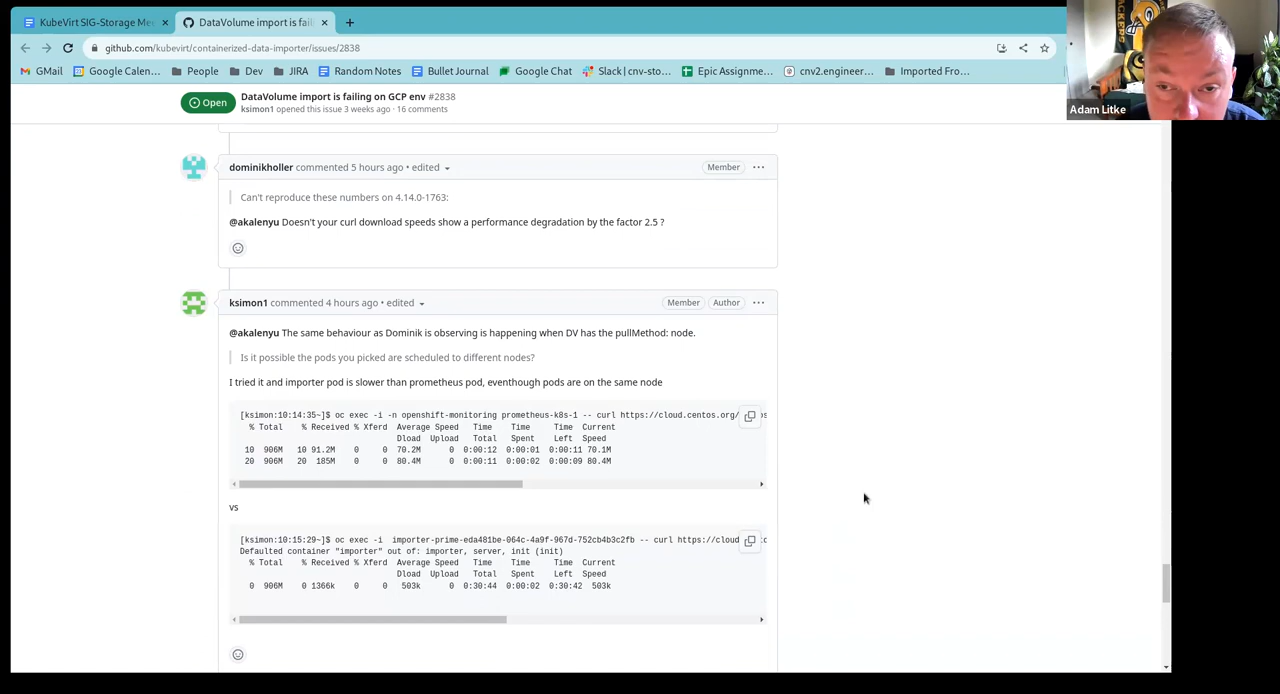 KubeVirt SIG-Storage Me
DataVolume import is fail
github.com/kubevirt/containerized-data-importer/issues/2838
GMail
Google Calen...
People
Dev
JIRA
Random Notes
Bullet Journal
Google Chat
Slack | cnv-sto...
Epic Assignme...
cnv2.engineer...
Imported Fro...
PACKERS
Adam Litke
Open
DataVolume import is failing on GCP env #2838
ksimon1 opened this issue 3 weeks ago · 16 comments
dominikholler commented 5 hours ago • edited
Member
Can't reproduce these numbers on 4.14.0-1763:
@akalenyu Doesn't your curl download speeds show a performance degradation by the factor 2.5 ?
ksimon1 commented 4 hours ago • edited
Member
Author
@akalenyu The same behaviour as Dominik is observing is happening when DV has the pullMethod: node.
Is it possible the pods you picked are scheduled to different nodes?
I tried it and importer pod is slower than prometheus pod, eventhough pods are on the same node
[ksimon:10:14:35~]$ oc exec -i -n openshift-monitoring prometheus-k8s-1 -- curl https://cloud.centos.org/
% Total % Received % Xferd Average Speed Time Time Time Current
Dload Upload Total Spent Left Speed
10 906M 10 91.2M 0 0 70.2M 0 0:00:12 0:00:01 0:00:11 70.1M
20 906M 20 185M 0 0 80.4M 0 0:00:11 0:00:02 0:00:09 80.4M
vs
[ksimon:10:15:29~]$ oc exec -i importer-prime-eda481be-064c-4a9f-967d-752cb4b3c2fb -- curl https://cloud
Defaulted container "importer" out of: importer, server, init (init)
% Total % Received % Xferd Average Speed Time Time Time Current
Dload Upload Total Spent Left Speed
0 906M 0 1366k 0 0 503k 0 0:30:44 0:00:02 0:30:42 503k